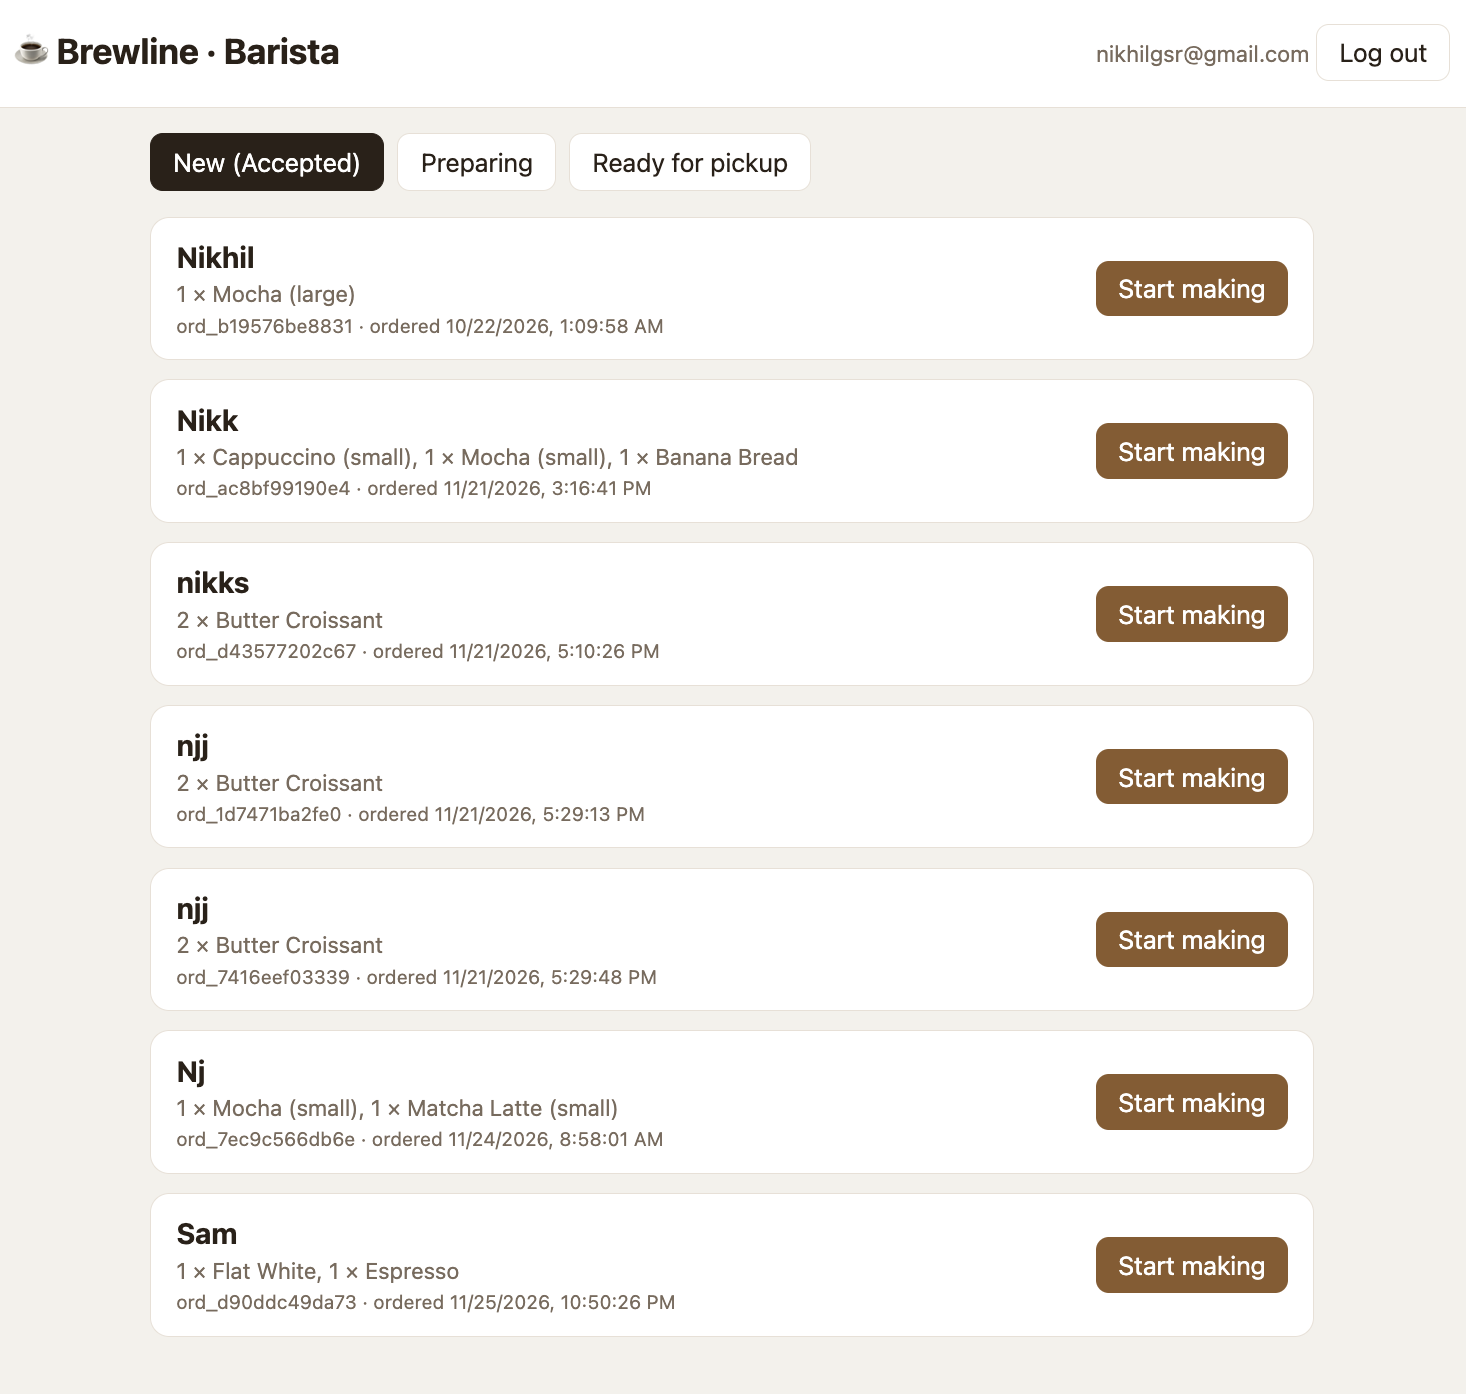 Brewline · Barista
nikhilgsr@gmail.com
Log out
New (Accepted)
Preparing
Ready for pickup
Nikhil
1 × Mocha (large)
ord_b19576be8831 · ordered 10/22/2026, 1:09:58 AM
Start making
Nikk
1 × Cappuccino (small), 1 × Mocha (small), 1 × Banana Bread
ord_ac8bf99190e4 · ordered 11/21/2026, 3:16:41 PM
Start making
nikks
2 × Butter Croissant
ord_d43577202c67 · ordered 11/21/2026, 5:10:26 PM
Start making
njj
2 × Butter Croissant
ord_1d7471ba2fe0 · ordered 11/21/2026, 5:29:13 PM
Start making
njj
2 × Butter Croissant
ord_7416eef03339 · ordered 11/21/2026, 5:29:48 PM
Start making
Nj
1 × Mocha (small), 1 × Matcha Latte (small)
ord_7ec9c566db6e · ordered 11/24/2026, 8:58:01 AM
Start making
Sam
1 × Flat White, 1 × Espresso
ord_d90ddc49da73 · ordered 11/25/2026, 10:50:26 PM
Start making